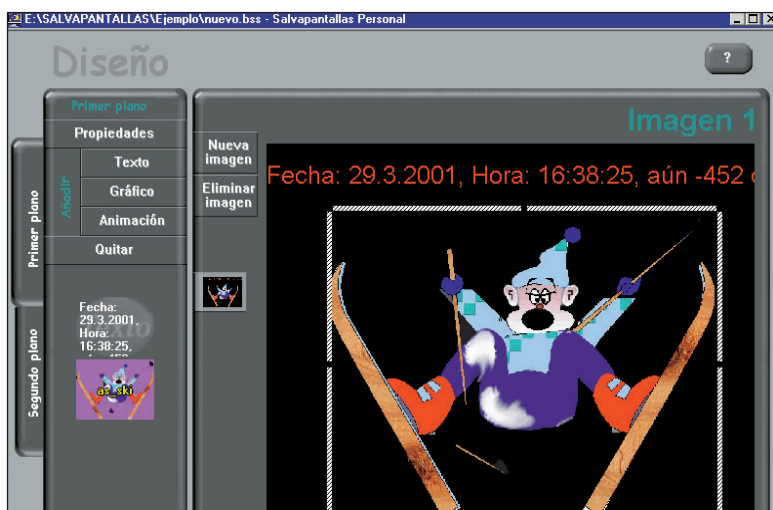 E:\SALVAPANTALLAS\Ejemplo\nuevo.bss - Salvapantallas Personal
Diseño
?
Primer plano
Propiedades
Añadir
Texto
Gráfico
Animación
Quitar
Primer plano
Segundo plano
Fecha:
29.3.2001,
Hora:
16:38:25,
as_ski
Nueva
imagen
Eliminar
imagen
Imagen 1
Fecha: 29.3.2001, Hora: 16:38:25, aún -452